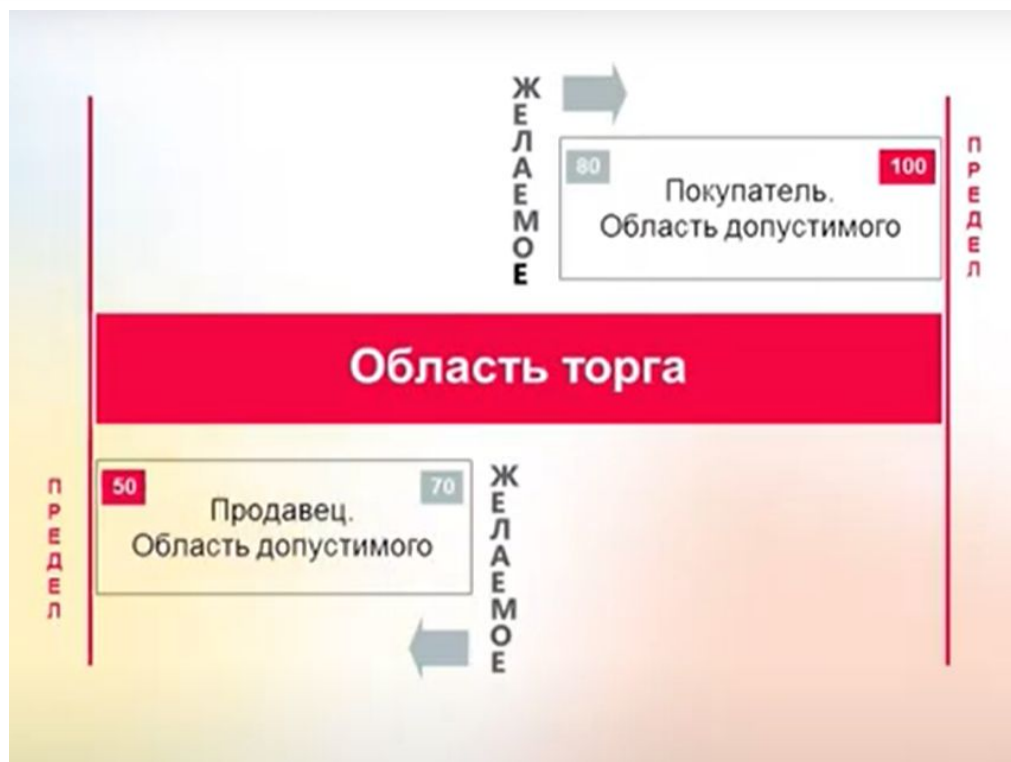 ЖЕЛАЕМОЕ
80
100
Покупатель.
Область допустимого
ПРЕДЕЛ
Область торга
ПРЕДЕЛ
50
70
Продавец.
Область допустимого
ЖЕЛАЕМОЕ